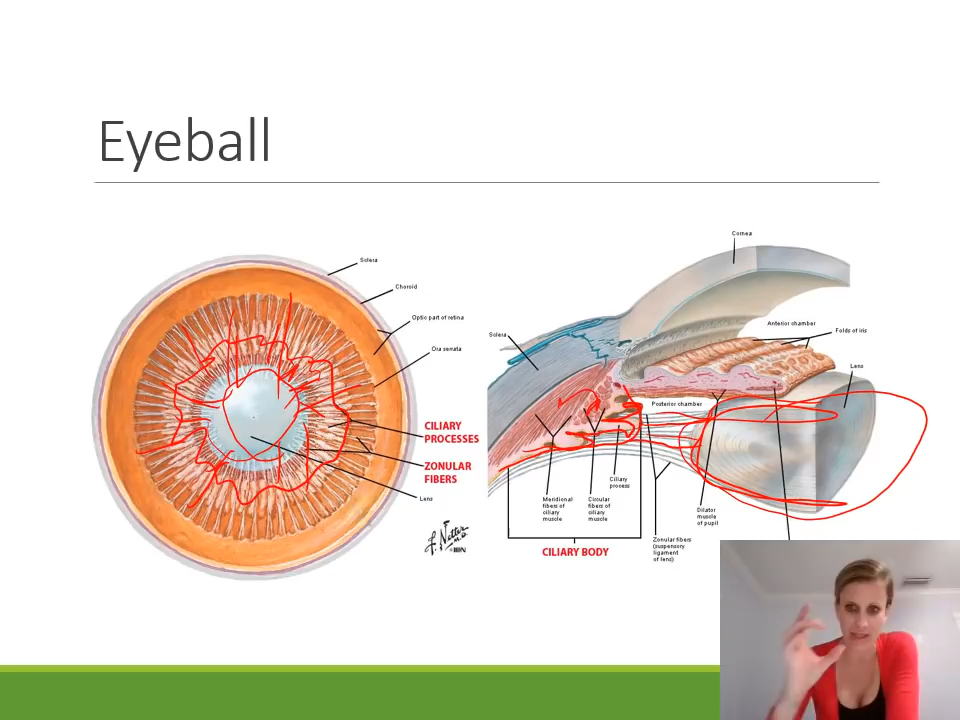 Eyeball
Sclera
Choroid
Optic part of retina
Ora serrata
CILIARY
PROCESSES
ZONULAR
FIBERS
Lens
F. Netter
M.D.
©IBN
Cornea
Sclera
Anterior chamber
Folds of iris
Lens
Posterior chamber
Meridional
fibers of
ciliary
muscle
Circular
fibers of
ciliary
muscle
Ciliary
process
Dilator
muscle
of pupil
Zonular fibers
(suspensory
ligament
of lens)
CILIARY BODY